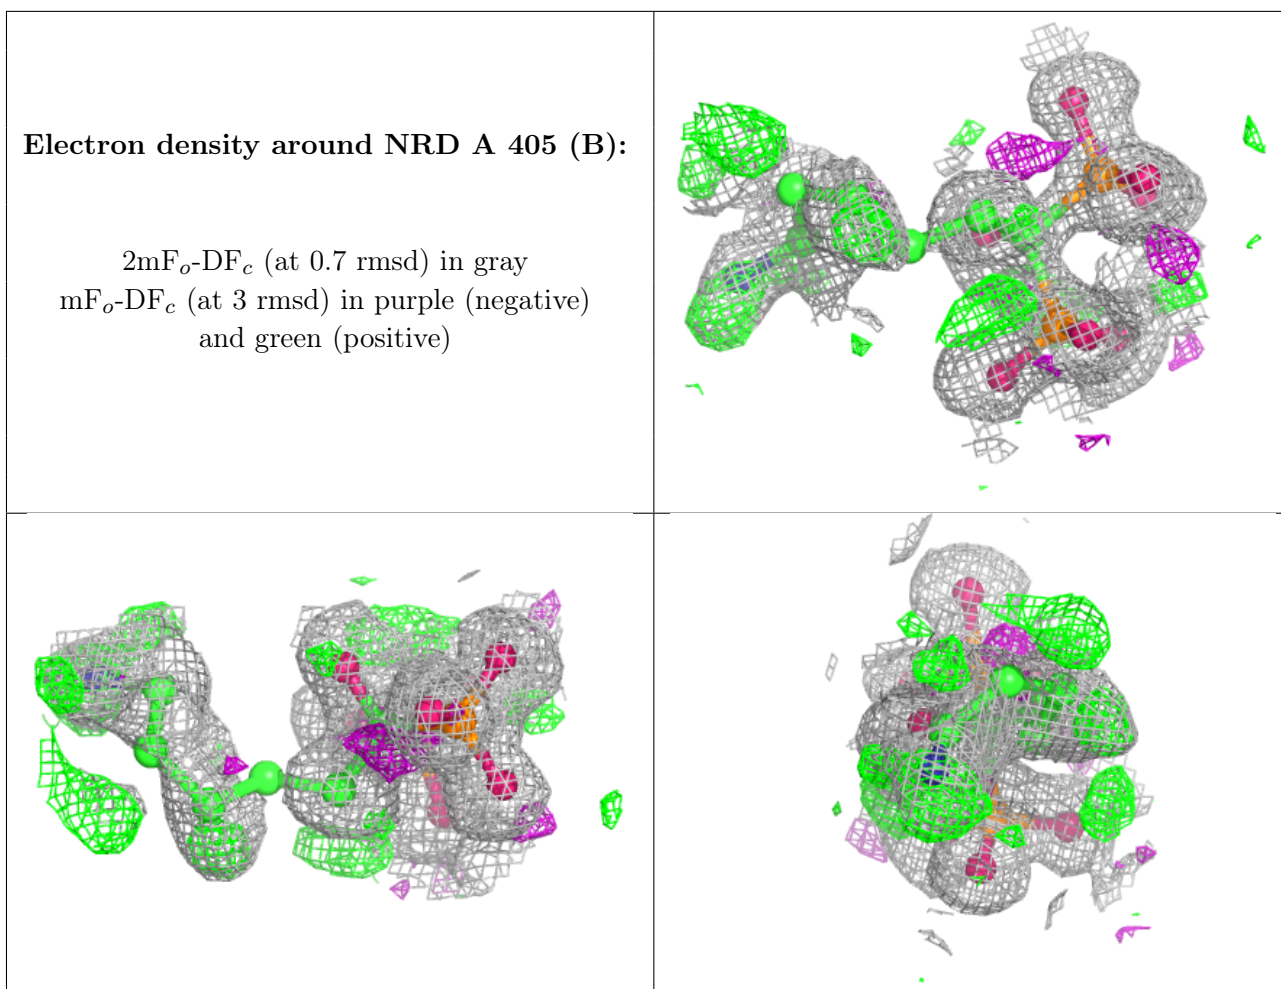 Electron density around NRD A 405 (B):
2mFo-DFc (at 0.7 rmsd) in gray
mFo-DFc (at 3 rmsd) in purple (negative)
and green (positive)